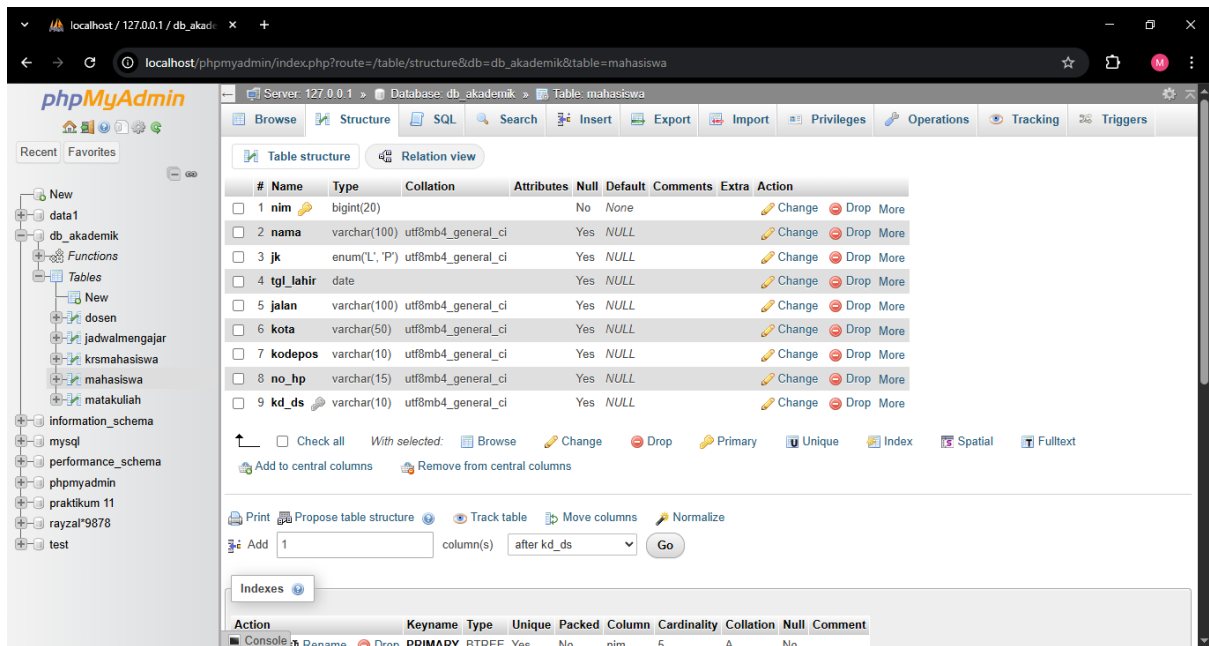 localhost / 127.0.0.1 / db_akade
localhost/phpmyadmin/index.php?route=/table/structure&db=db_akademik&table=mahasiswa
M
phpMyAdmin
Recent Favorites
New
data1
db_akademik
Functions
Tables
New
dosen
jadwalmengajar
krsmahasiswa
mahasiswa
matakuliah
information_schema
mysql
performance_schema
phpmyadmin
praktikum 11
rayzal*9878
test
Server: 127.0.0.1 » Database: db_akademik » Table: mahasiswa
Browse Structure SQL Search Insert Export Import Privileges Operations Tracking Triggers
Table structure Relation view
# Name Type Collation Attributes Null Default Comments Extra Action
1 nim bigint(20) No None Change Drop More
2 nama varchar(100) utf8mb4_general_ci Yes NULL Change Drop More
3 jk enum('L', 'P') utf8mb4_general_ci Yes NULL Change Drop More
4 tgl_lahir date Yes NULL Change Drop More
5 jalan varchar(100) utf8mb4_general_ci Yes NULL Change Drop More
6 kota varchar(50) utf8mb4_general_ci Yes NULL Change Drop More
7 kodepos varchar(10) utf8mb4_general_ci Yes NULL Change Drop More
8 no_hp varchar(15) utf8mb4_general_ci Yes NULL Change Drop More
9 kd_ds varchar(10) utf8mb4_general_ci Yes NULL Change Drop More
Check all With selected: Browse Change Drop Primary Unique Index Spatial Fulltext
Add to central columns Remove from central columns
Print Propose table structure Track table Move columns Normalize
Add 1 column(s) after kd_ds Go
Indexes
Action Keyname Type Unique Packed Column Cardinality Collation Null Comment
Console Rename Drop PRIMARY BTREE Yes No nim 5 A No